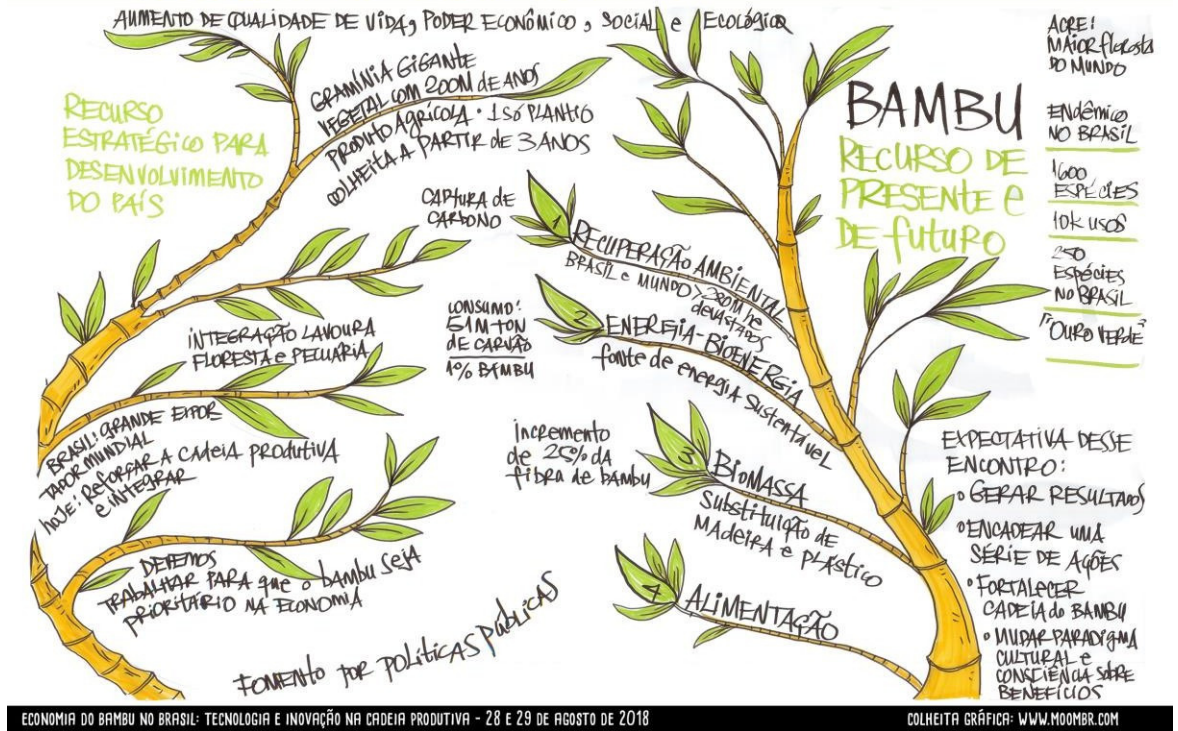 AUMENTO DE QUALIDADE DE VIDA, PODER ECONÔMICO, SOCIAL e ECOLÓGICO
RECURSO
ESTRATÉGICO PARA
DESENVOLVIMENTO
DO PAÍS
GRAMÍNIA GIGANTE
VEGETAL COM 200M de ANOS
PRODUTO AGRÍCOLA • 1 SÓ PLANTIO
COLHEITA A PARTIR de 3 ANOS
INTEGRAÇÃO LAVOURA
FLORESTA e PECUÁRIA
BRASIL: GRANDE EXPOR
TADOR MUNDIAL
HOJE: REFORÇAR A CADEIA PRODUTIVA
e INTEGRAR
DEVEMOS
TRABALHAR PARA que o bambu SEJA
PRIORITÁRIO NA ECONOMIA
FOMENTO POR POLÍTICAS PÚBLICAS
BAMBU
RECURSO DE
PRESENTE e
DE FUTURO
CAPTURA de
CARBONO
1 RECUPERAÇÃO AMBIENTAL
BRASIL e MUNDO > 200M he
devastados
CONSUMO:
61M TON
DE CARVÃO
1% BAMBU
2 ENERGIA-BIOENERGIA
fonte de energia sustentável
Incremento
de 25% da
fibra de bambu
3 BIOMASSA
Substituição de
MADEIRA e PLÁSTICO
4 ALIMENTAÇÃO
ACRE:
MAIOR floresta
DO MUNDO
ENDÊMICO
NO BRASIL
1600
ESPÉCIES
10K USOS
250
ESPÉCIES
NO BRASIL
"OURO VERDE"
EXPECTATIVA DESSE
ENCONTRO:
• GERAR RESULTADOS
• ENCADEAR UMA
SÉRIE DE AÇÕES
• FORTALECER
CADEIA do BAMBU
• MUDAR PARADIGMA
CULTURAL e
CONSCIÊNCIA SOBRE
BENEFÍCIOS
ECONOMIA DO BAMBU NO BRASIL: TECNOLOGIA E INOVAÇÃO NA CADEIA PRODUTIVA - 28 E 29 DE AGOSTO DE 2018
COLHEITA GRÁFICA: WWW.MOOMBR.COM